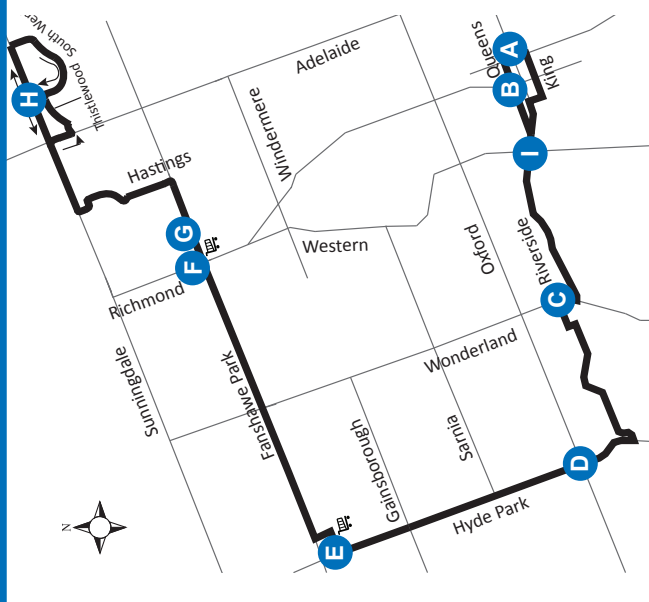 N
H
South Wen
Thistlewood
Adelaide
Hastings
Windermere
G
F
Richmond
Western
Sunningdale
Fanshawe Park
Queens
A
B
King
I
Oxford
Riverside
C
Wonderland
Gainsborough
Sarnia
E
Hyde Park
D